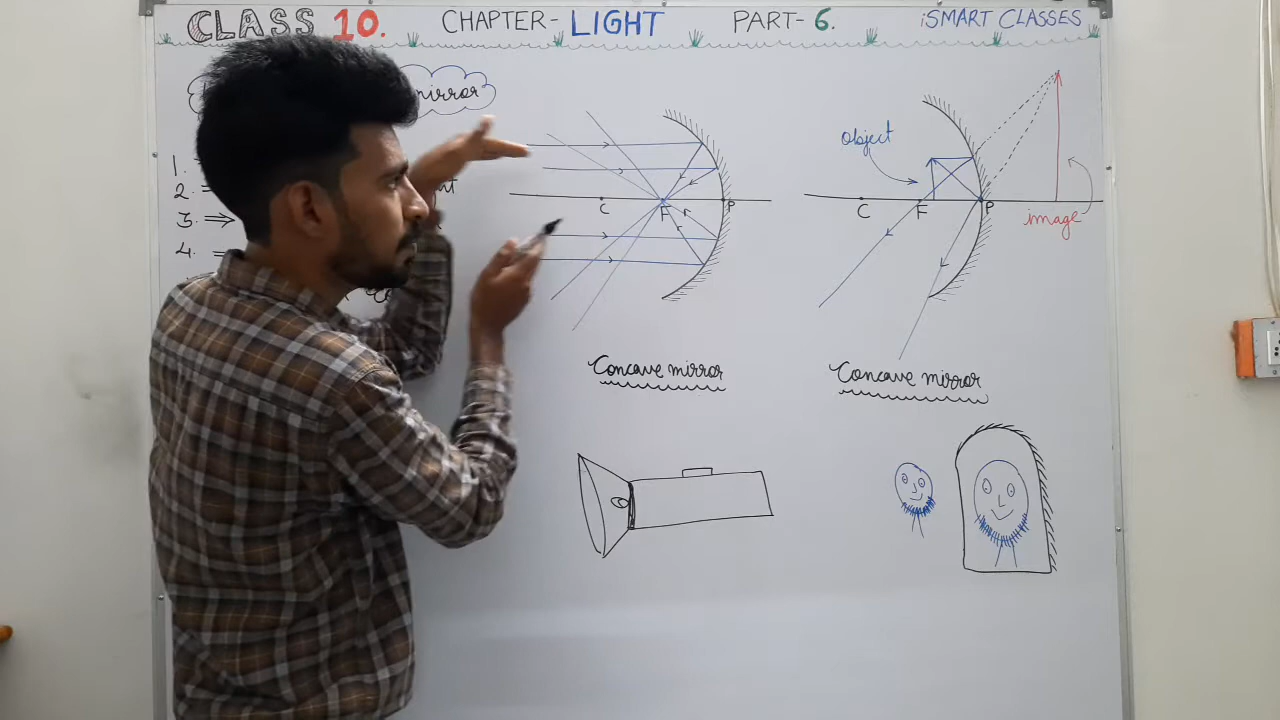 CLASS 10. CHAPTER- LIGHT PART- 6. iSMART CLASSES
mirror
1.
2.
3. ⇒
4.
C F P
Concave mirror
object
C F P
image
Concave mirror